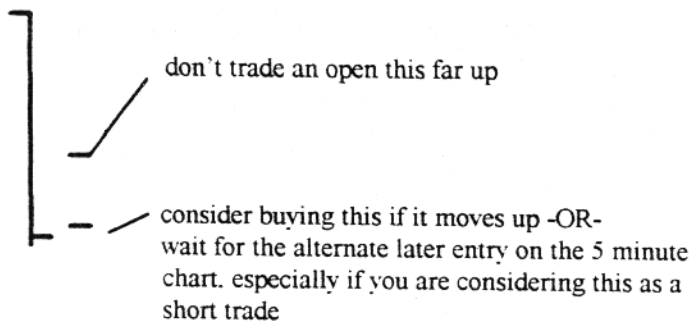 don't trade an open this far up
consider buying this if it moves up -OR-
wait for the alternate later entry on the 5 minute
chart. especially if you are considering this as a
short trade